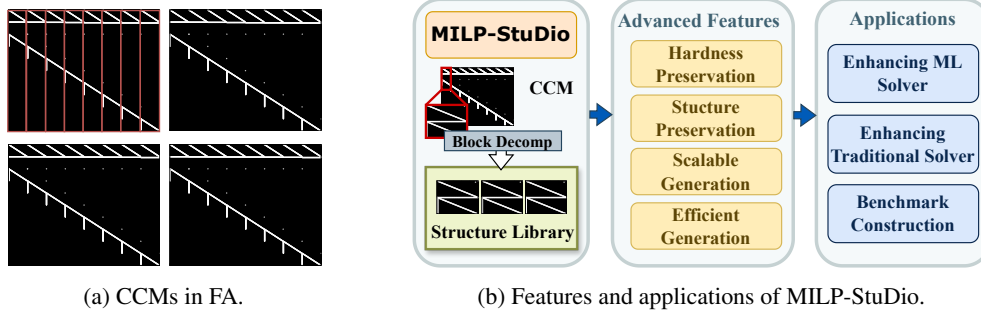 MILP-StuDio
CCM
Block Decomp
Structure Library
Advanced Features
Hardness
Preservation
Stucture
Preservation
Scalable
Generation
Efficient
Generation
Applications
Enhancing ML
Solver
Enhancing
Traditional Solver
Benchmark
Construction
(a) CCMs in FA.
(b) Features and applications of MILP-StuDio.